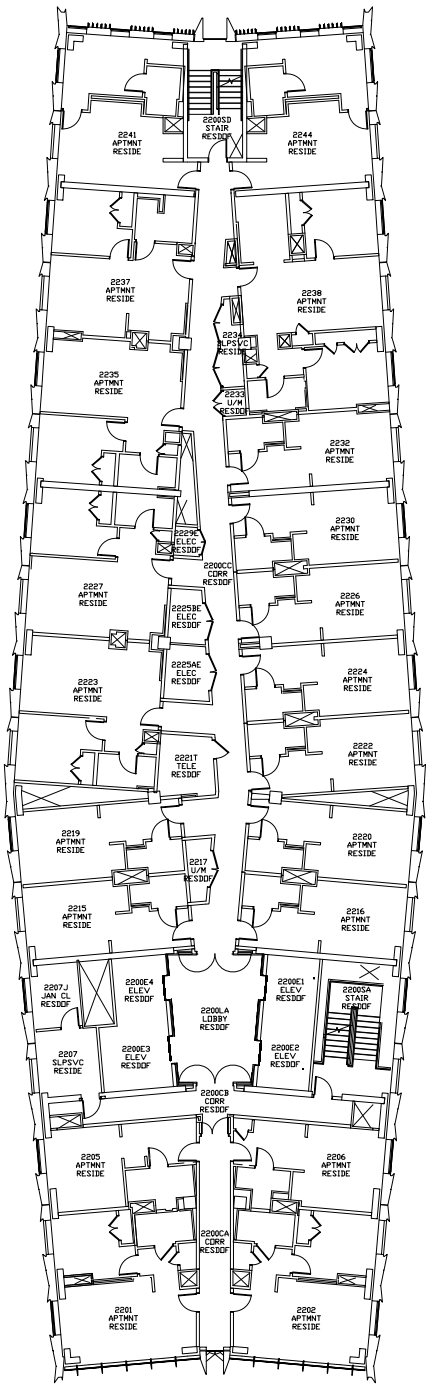 2200SD
STAIR
RESDOF
2241
APTMNT
RESIDE
2244
APTMNT
RESIDE
2237
APTMNT
RESIDE
2238
APTMNT
RESIDE
2234
SLPSVC
RESIDE
2235
APTMNT
RESIDE
2233
U/M
RESDOF
2232
APTMNT
RESIDE
2230
APTMNT
RESIDE
2229E
ELEC
RESDOF
2200CC
CORR
RESDOF
2227
APTMNT
RESIDE
2226
APTMNT
RESIDE
2225BE
ELEC
RESDOF
2225AE
ELEC
RESDOF
2224
APTMNT
RESIDE
2223
APTMNT
RESIDE
2222
APTMNT
RESIDE
2221T
TELE
RESDOF
2219
APTMNT
RESIDE
2220
APTMNT
RESIDE
2217
U/M
RESDOF
2215
APTMNT
RESIDE
2216
APTMNT
RESIDE
2207J
JAN CL
RESDOF
2200E4
ELEV
RESDOF
2200E1
ELEV
RESDOF
2200SA
STAIR
RESDOF
2200LA
LOBBY
RESDOF
2200E3
ELEV
RESDOF
2200E2
ELEV
RESDOF
2207
SLPSVC
RESIDE
2200CB
CORR
RESDOF
2205
APTMNT
RESIDE
2206
APTMNT
RESIDE
2200CA
CORR
RESDOF
2201
APTMNT
RESIDE
2202
APTMNT
RESIDE